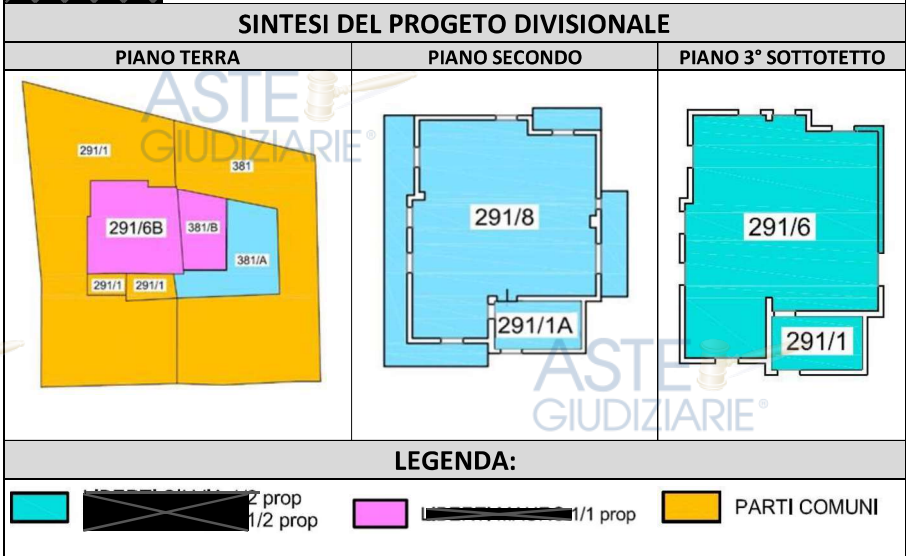 SINTESI DEL PROGETO DIVISIONALE
PIANO TERRA
PIANO SECONDO
PIANO 3° SOTTOTETTO
ASTE
GIUDIZIARIE®
291/1
381
291/6B
381/B
381/A
291/1
291/1
291/8
291/1A
291/6
291/1
ASTE
GIUDIZIARIE®
LEGENDA:
/2 prop
1/2 prop
1/1 prop
PARTI COMUNI